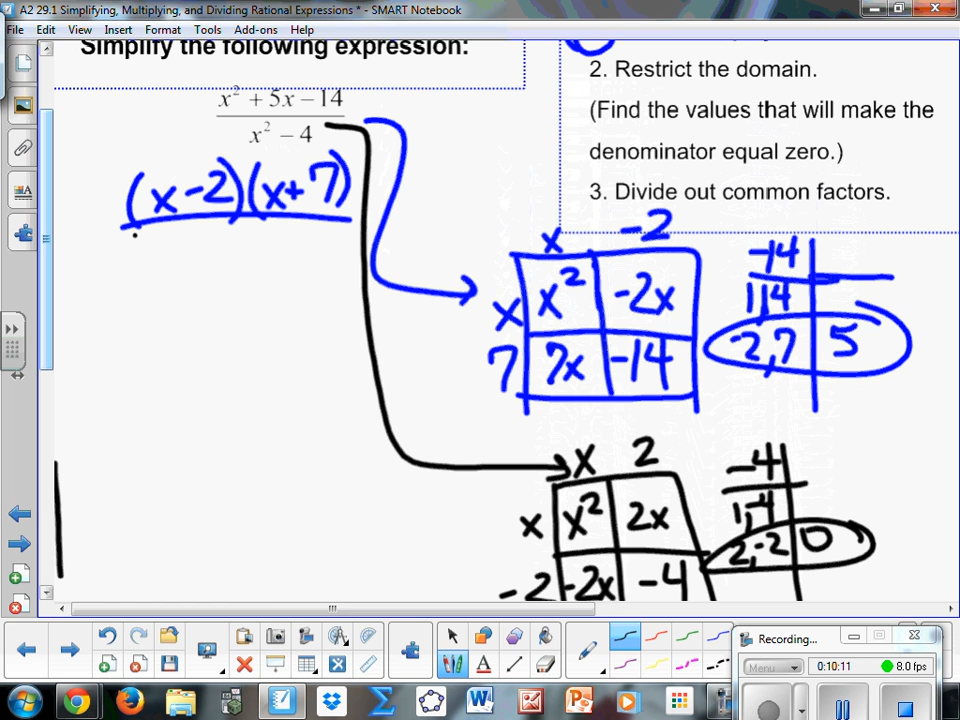 A2 29.1 Simplifying, Multiplying, and Dividing Rational Expressions * - SMART Notebook
File Edit View Insert Format Tools Add-ons Help
Simplify the following expression:
x² + 5x − 14
x² − 4
(x - 2)(x + 7)
2. Restrict the domain.
(Find the values that will make the
denominator equal zero.)
3. Divide out common factors.
x -2
x x² -2x
7 7x -14
-14
1,14
-2,7 5
x 2
x x² 2x
-2 -2x -4
-4
1,-4
2,-2 0
Recording...
Menu 0:10:11 8.0 fps